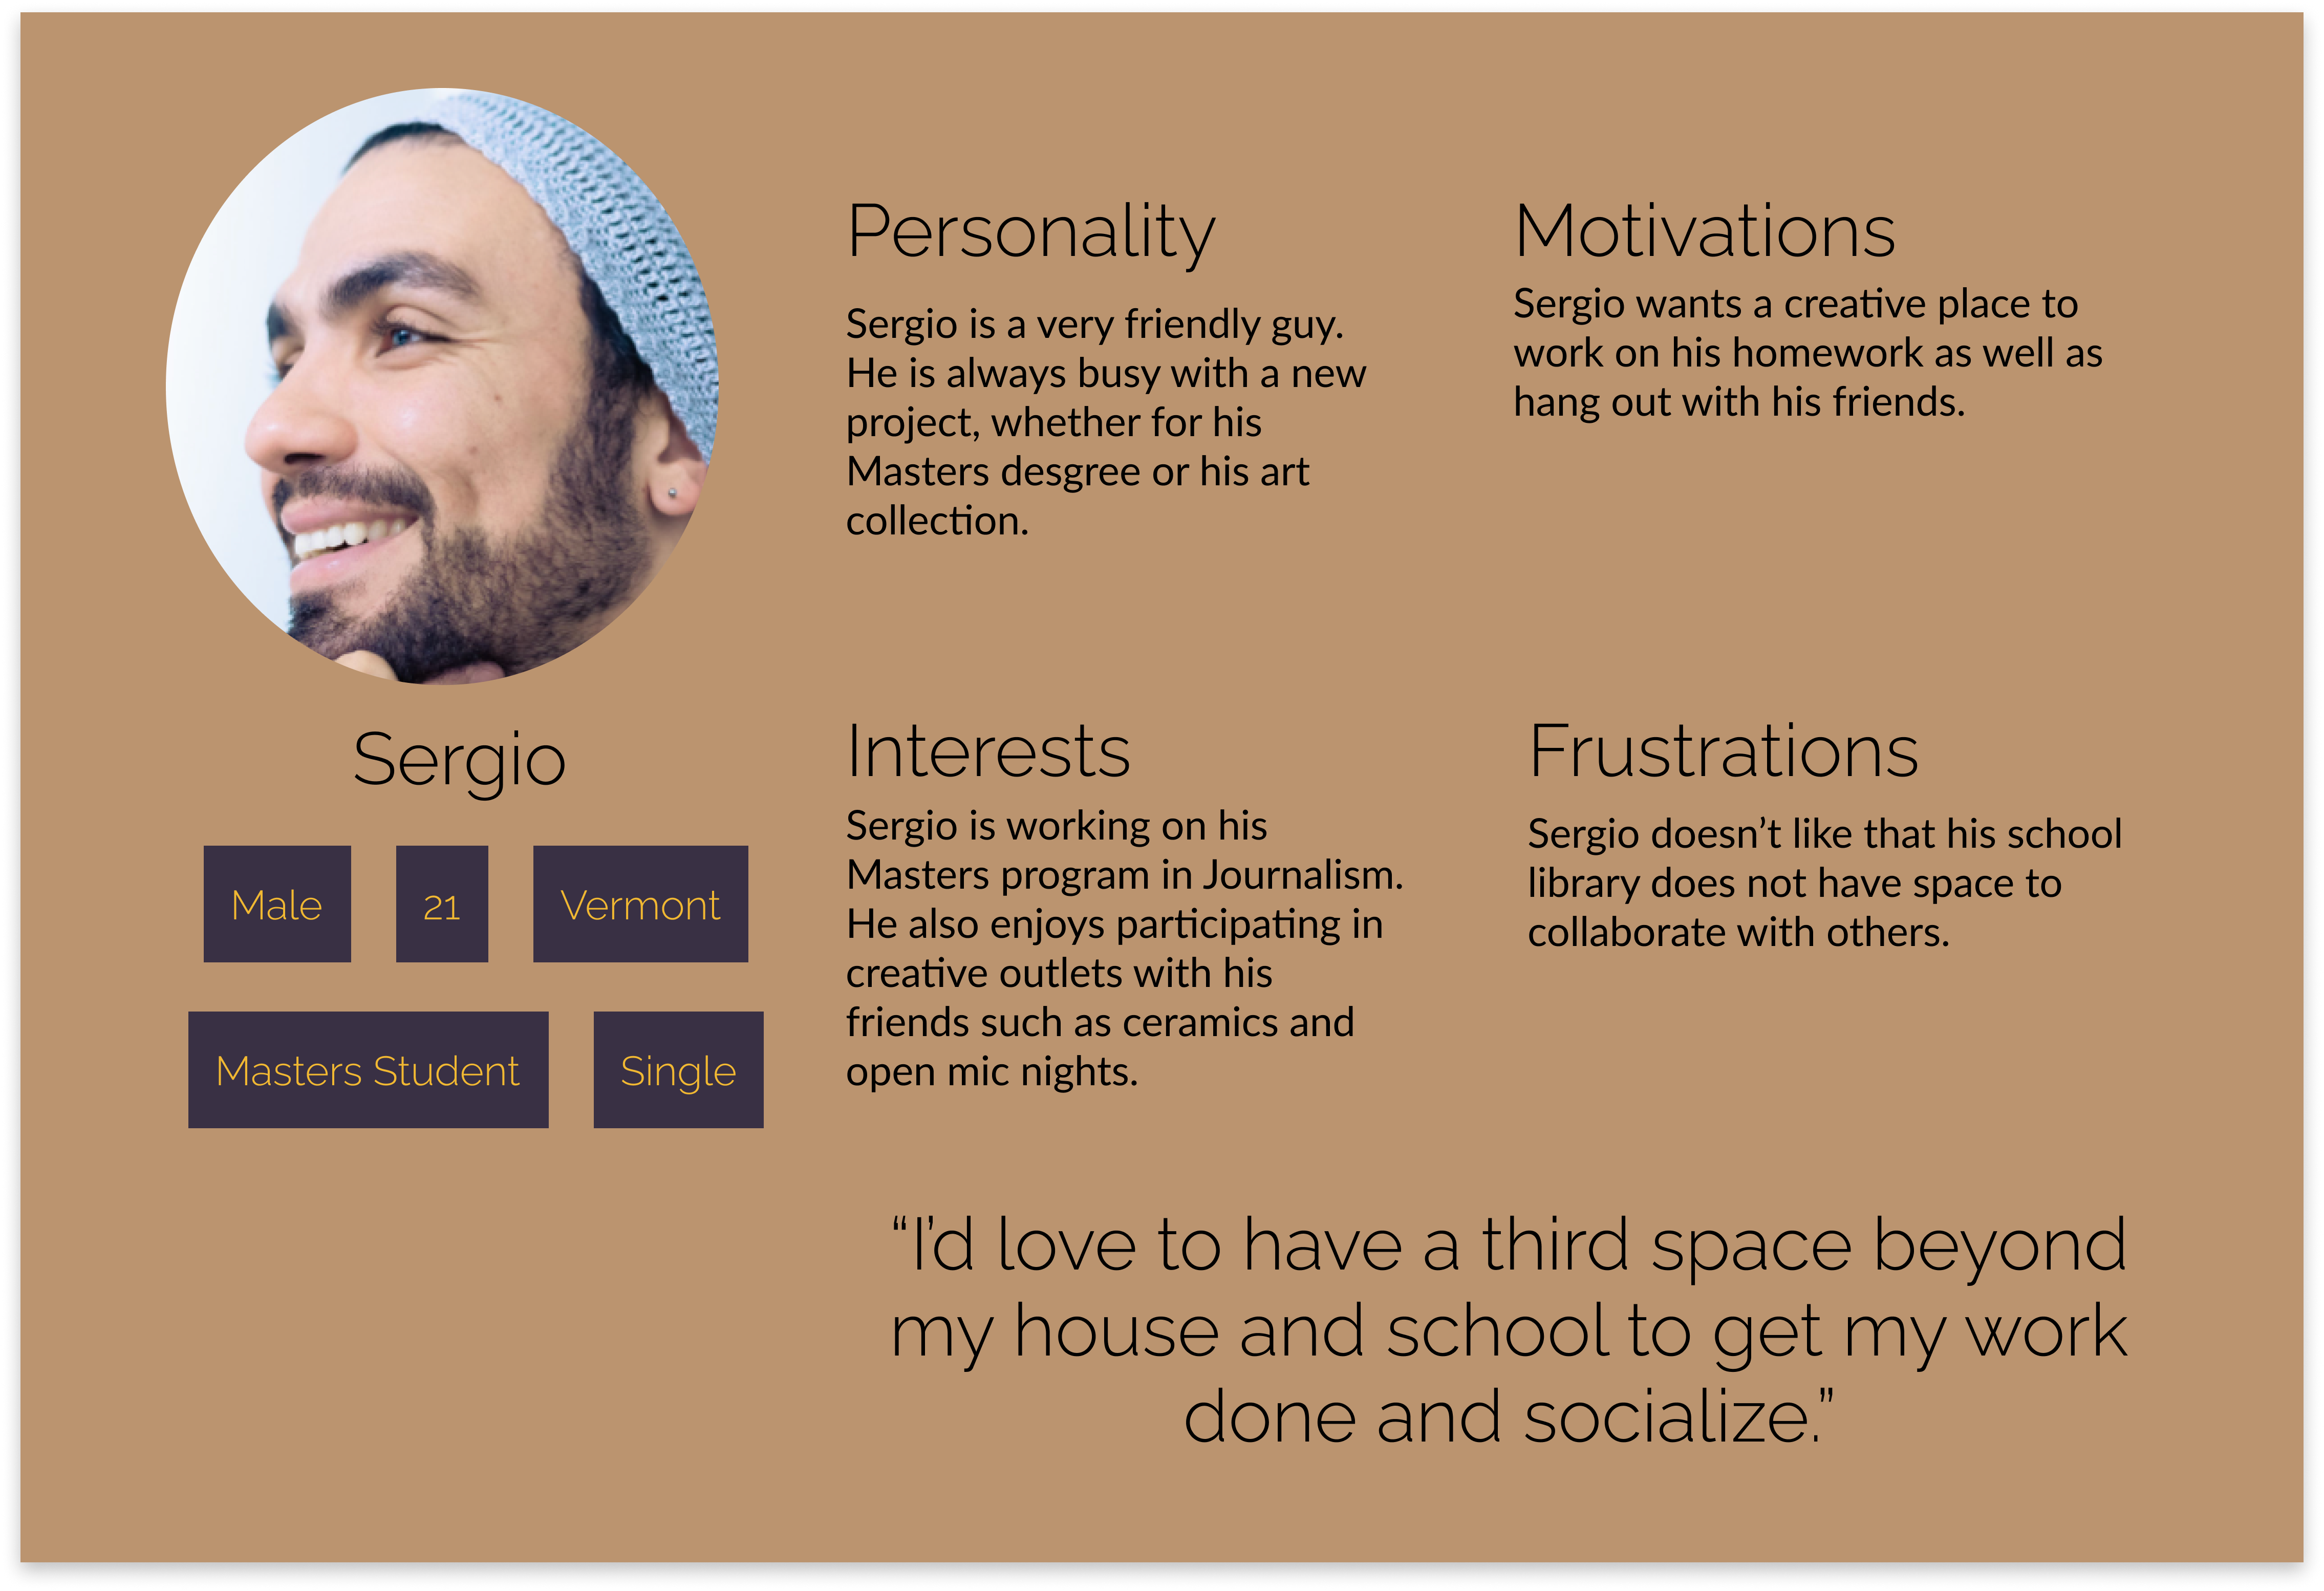 Sergio
Male
21
Vermont
Masters Student
Single
Personality
Sergio is a very friendly guy.
He is always busy with a new
project, whether for his
Masters desgree or his art
collection.
Motivations
Sergio wants a creative place to
work on his homework as well as
hang out with his friends.
Interests
Sergio is working on his
Masters program in Journalism.
He also enjoys participating in
creative outlets with his
friends such as ceramics and
open mic nights.
Frustrations
Sergio doesn’t like that his school
library does not have space to
collaborate with others.
“I’d love to have a third space beyond
my house and school to get my work
done and socialize.”